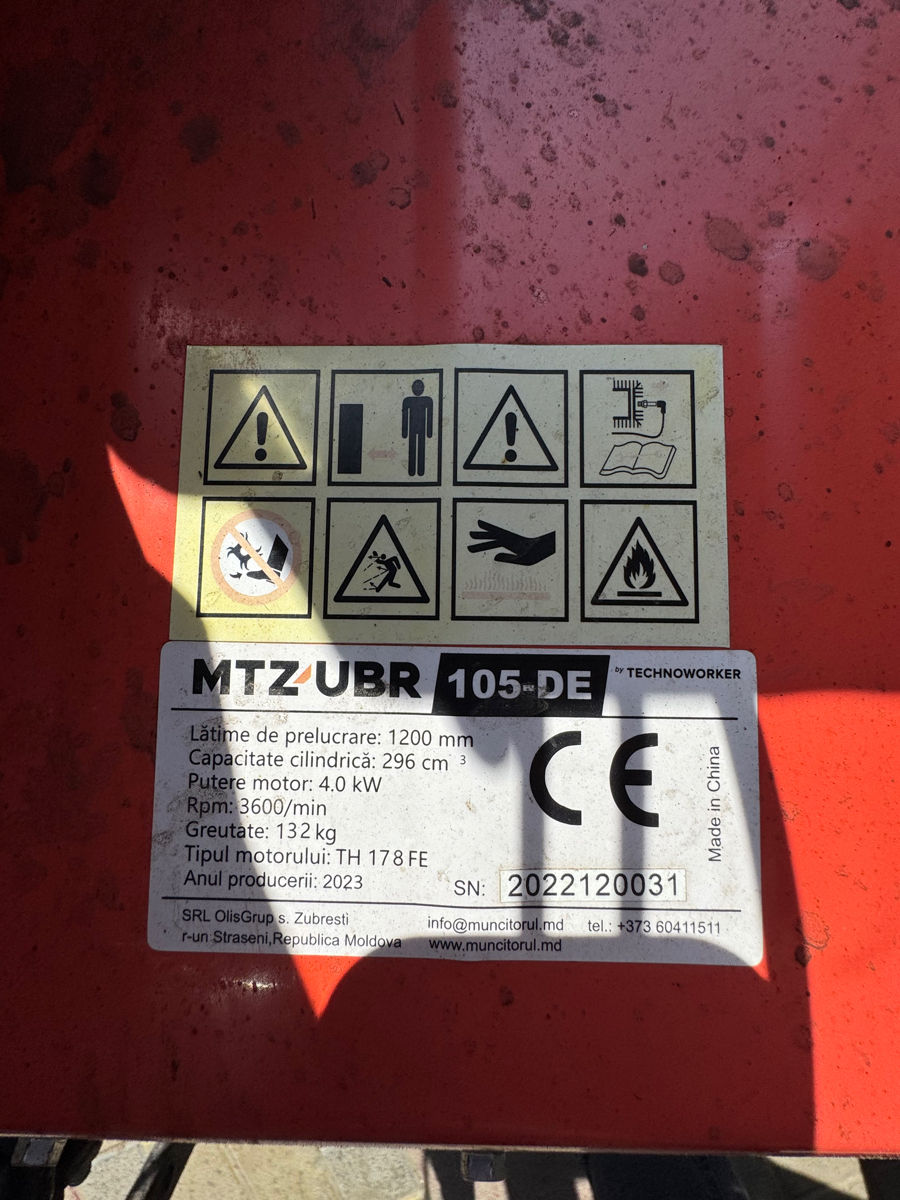 MTZ UBR 105-DE by TECHNOWORKER
Lătime de prelucrare: 1200 mm
Capacitate cilindrică: 296 cm ³
Putere motor: 4.0 kW
Rpm: 3600/min
Greutate: 132 kg
Tipul motorului: TH 178 FE
Anul producerii: 2023
Made in China
SN: 2022120031
SRL OlisGrup s. Zubresti
r-un Straseni,Republica Moldova
info@muncitorul.md tel.: +373 60411511
www.muncitorul.md